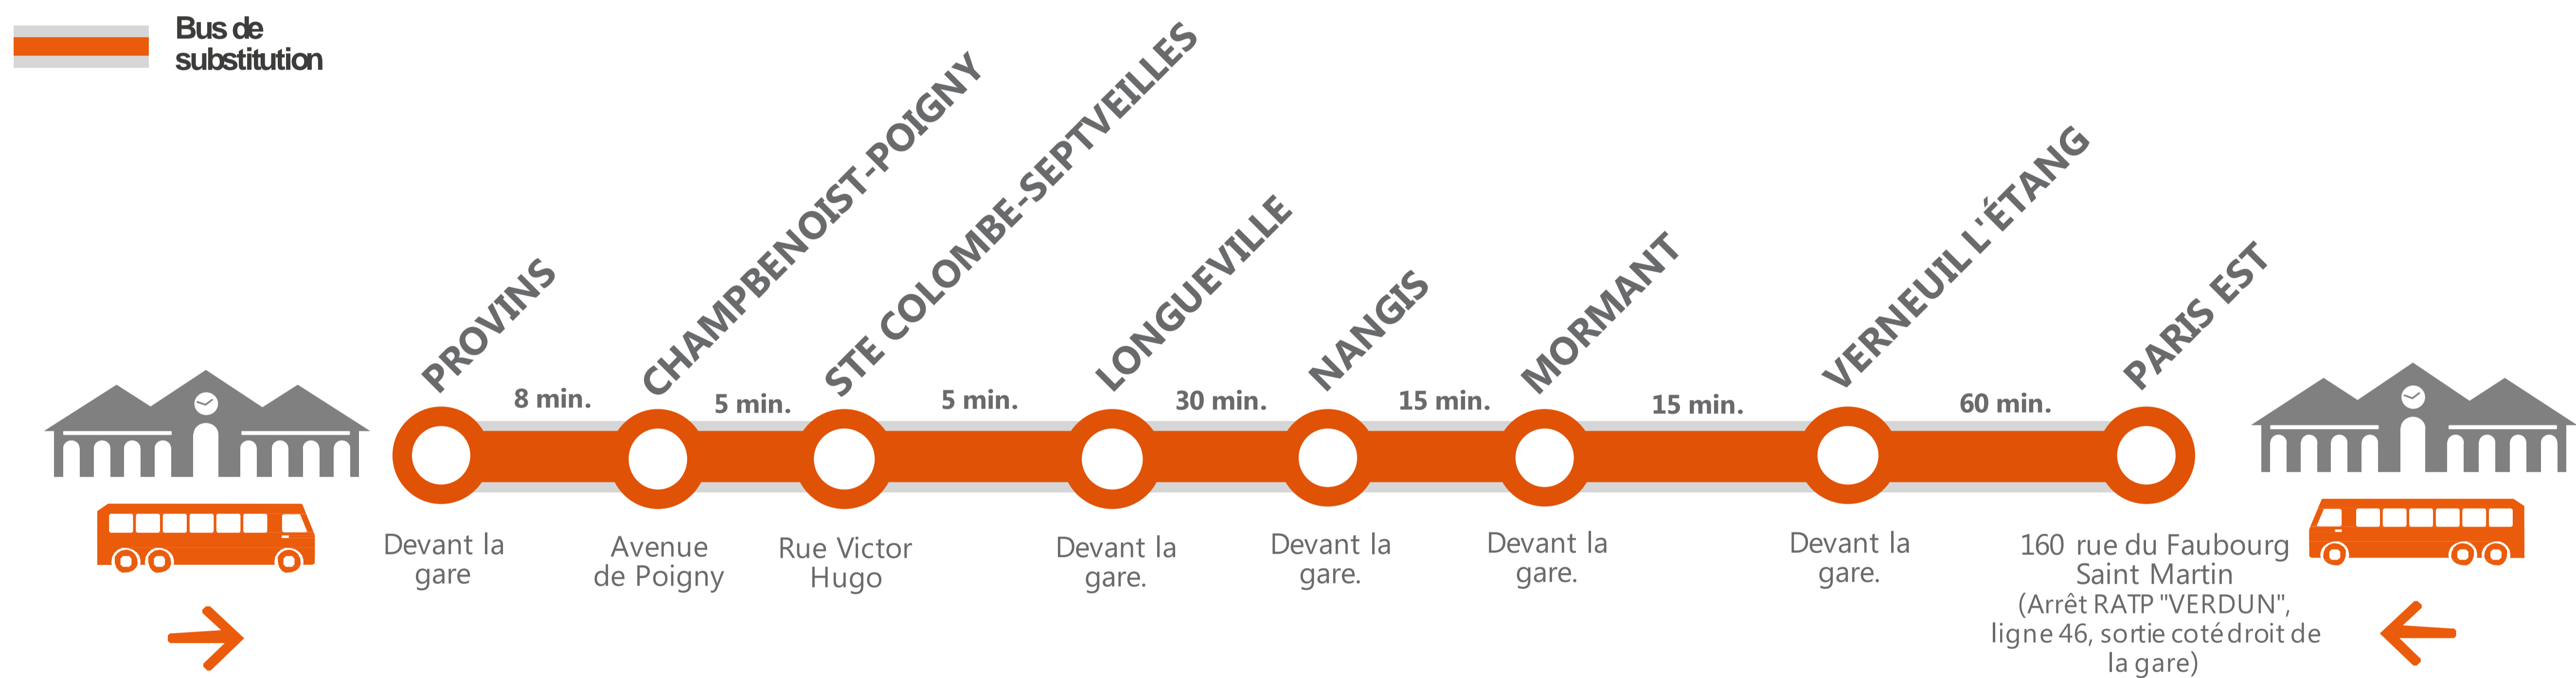 Bus de
substitution
PROVINS
CHAMPBENOIST-POIGNY
STE COLOMBE-SEPTVEILLES
LONGUEVILLE
NANGIS
MORMANT
VERNEUIL L'ÉTANG
PARIS EST
8 min.
5 min.
5 min.
30 min.
15 min.
15 min.
60 min.
Devant la
gare
Avenue
de Poigny
Rue Victor
Hugo
Devant la
gare.
Devant la
gare.
Devant la
gare.
Devant la
gare.
160 rue du Faubourg
Saint Martin
(Arrêt RATP "VERDUN",
ligne 46, sortie coté droit de
la gare)